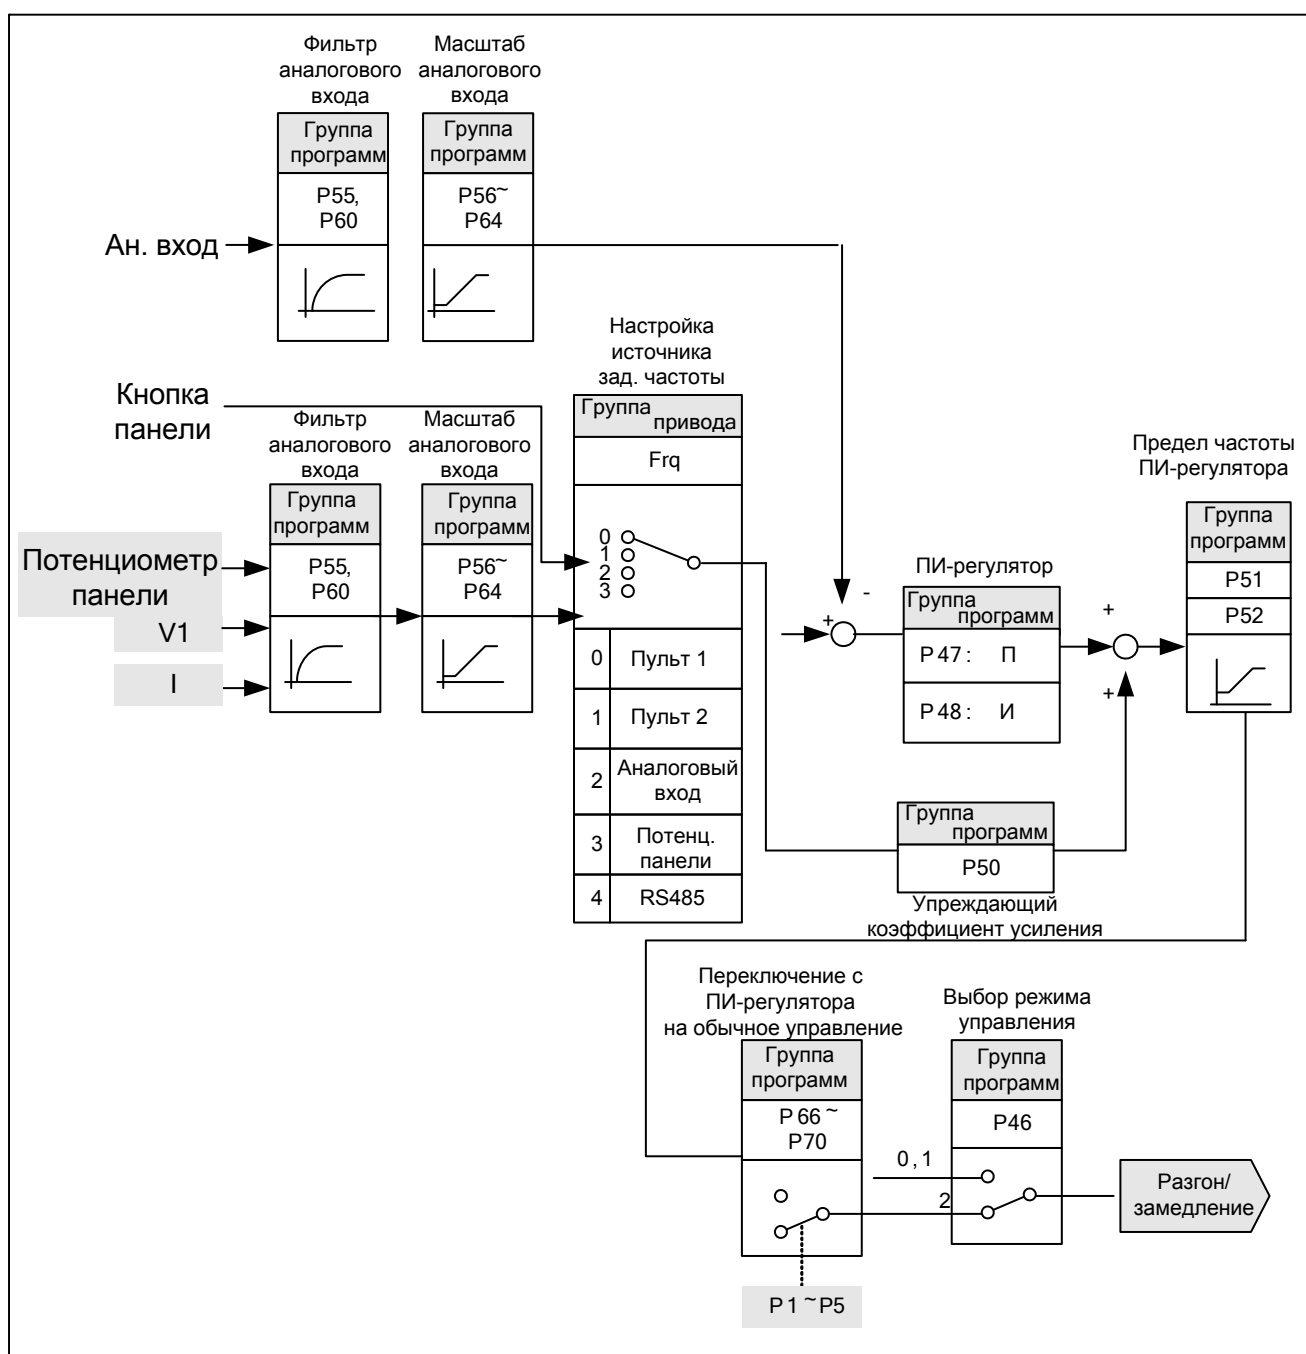 Фильтр
аналогового
входа
Масштаб
аналогового
входа
Группа
программ
Группа
программ
P55,
P60
P56~
P64
Ан. вход
Настройка
источника
зад. частоты
Кнопка
панели
Фильтр
аналогового
входа
Масштаб
аналогового
входа
Группа
привода
Frq
Предел частоты
ПИ-регулятора
Группа
программ
Группа
программ
Группа
программ
Потенциометр
панели
V1
I
P55,
P60
P56~
P64
0
1
2
3
ПИ-регулятор
P51
P52
Группа
программ
-
+
+
+
P 47 : П
P 48 : И
0 Пульт 1
1 Пульт 2
2 Аналоговый
вход
3 Потенц.
панели
4 RS485
Группа
программ
P50
Упреждающий
коэффициент усиления
Переключение с
ПИ-регулятора
на обычное управление
Выбор режима
управления
Группа
программ
Группа
программ
P 66 ~
P70
P46
0 , 1
2
Разгон/
замедление
P 1 ~ P5